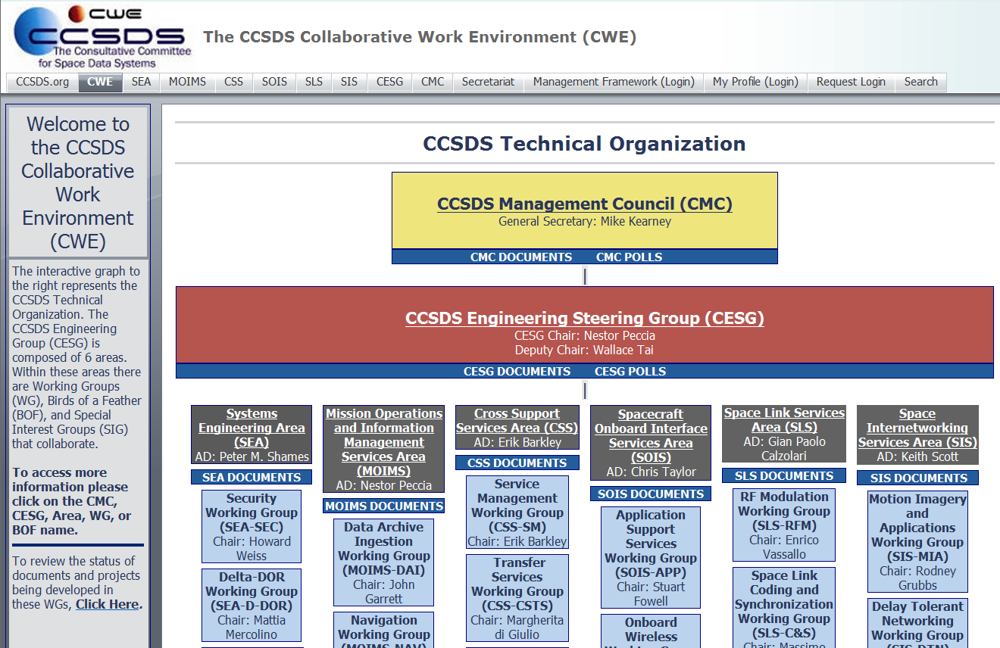 CWE
CCSDS
The Consultative Committee
for Space Data Systems
The CCSDS Collaborative Work Environment (CWE)
CCSDS.org CWE SEA MOIMS CSS SOIS SLS SIS CESG CMC Secretariat Management Framework (Login) My Profile (Login) Request Login Search
Welcome to
the CCSDS
Collaborative
Work
Environment
(CWE)
The interactive graph to
the right represents the
CCSDS Technical
Organization. The
CCSDS Engineering
Group (CESG) is
composed of 6 areas.
Within these areas there
are Working Groups
(WG), Birds of a Feather
(BOF), and Special
Interest Groups (SIG)
that collaborate.
To access more
information please
click on the CMC,
CESG, Area, WG, or
BOF name.
To review the status of
documents and projects
being developed in
these WGs, Click Here.
CCSDS Technical Organization
CCSDS Management Council (CMC)
General Secretary: Mike Kearney
CMC DOCUMENTS CMC POLLS
|
CCSDS Engineering Steering Group (CESG)
CESG Chair: Nestor Peccia
Deputy Chair: Wallace Tai
CESG DOCUMENTS CESG POLLS
|
Systems
Engineering Area
(SEA)
AD: Peter M. Shames
SEA DOCUMENTS
Security
Working Group
(SEA-SEC)
Chair: Howard
Weiss
Delta-DOR
Working Group
(SEA-D-DOR)
Chair: Mattia
Mercolino
Mission Operations
and Information
Management
Services Area
(MOIMS)
AD: Nestor Peccia
MOIMS DOCUMENTS
Data Archive
Ingestion
Working Group
(MOIMS-DAI)
Chair: John
Garrett
Navigation
Working Group
(MOIMS-NAV)
Cross Support
Services Area (CSS)
AD: Erik Barkley
CSS DOCUMENTS
Service
Management
Working Group
(CSS-SM)
Chair: Erik Barkley
Transfer
Services
Working Group
(CSS-CSTS)
Chair: Margherita
di Giulio
Spacecraft
Onboard Interface
Services Area
(SOIS)
AD: Chris Taylor
SOIS DOCUMENTS
Application
Support
Services
Working Group
(SOIS-APP)
Chair: Stuart
Fowell
Onboard
Wireless
Space Link Services
Area (SLS)
AD: Gian Paolo
Calzolari
SLS DOCUMENTS
RF Modulation
Working Group
(SLS-RFM)
Chair: Enrico
Vassallo
Space Link
Coding and
Synchronization
Working Group
(SLS-C&S)
Chair: Massimo
Space
Internetworking
Services Area (SIS)
AD: Keith Scott
SIS DOCUMENTS
Motion Imagery
and
Applications
Working Group
(SIS-MIA)
Chair: Rodney
Grubbs
Delay Tolerant
Networking
Working Group
(SIS-DTN)